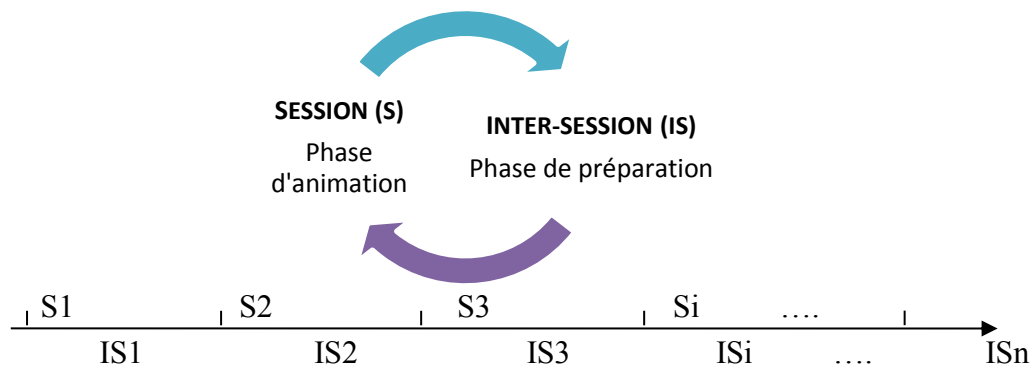 SESSION (S)
Phase
d'animation
INTER-SESSION (IS)
Phase de préparation
S1 S2 S3 Si ....
IS1 IS2 IS3 ISi .... ISn